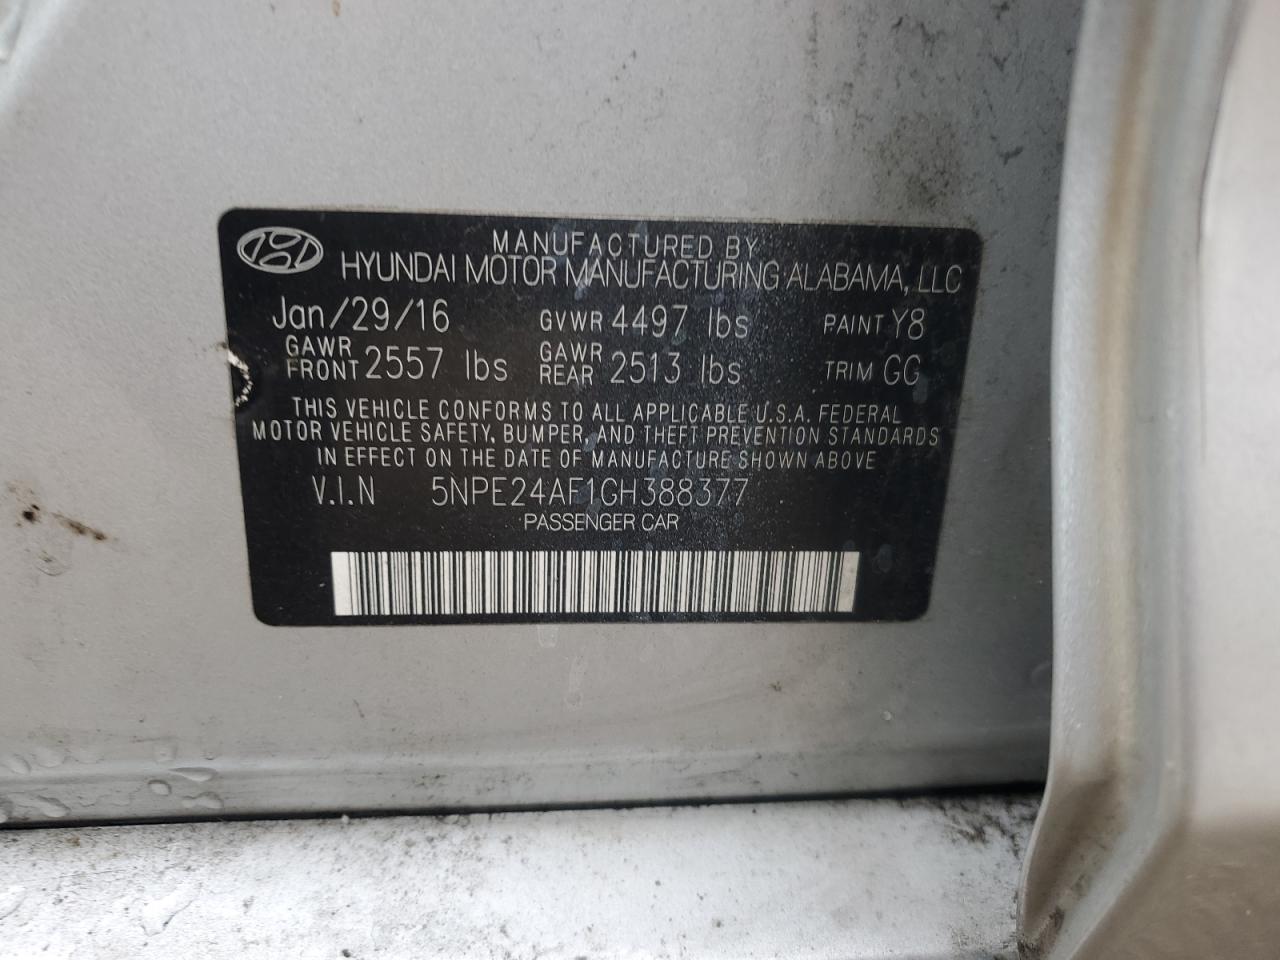 MANUFACTURED BY
HYUNDAI MOTOR MANUFACTURING ALABAMA, LLC
Jan/29/16 GVWR 4497 lbs PAINT Y8
GAWR FRONT 2557 lbs GAWR REAR 2513 lbs TRIM GG
THIS VEHICLE CONFORMS TO ALL APPLICABLE U.S.A. FEDERAL
MOTOR VEHICLE SAFETY, BUMPER, AND THEFT PREVENTION STANDARDS
IN EFFECT ON THE DATE OF MANUFACTURE SHOWN ABOVE
V.I.N 5NPE24AF1GH388377
PASSENGER CAR